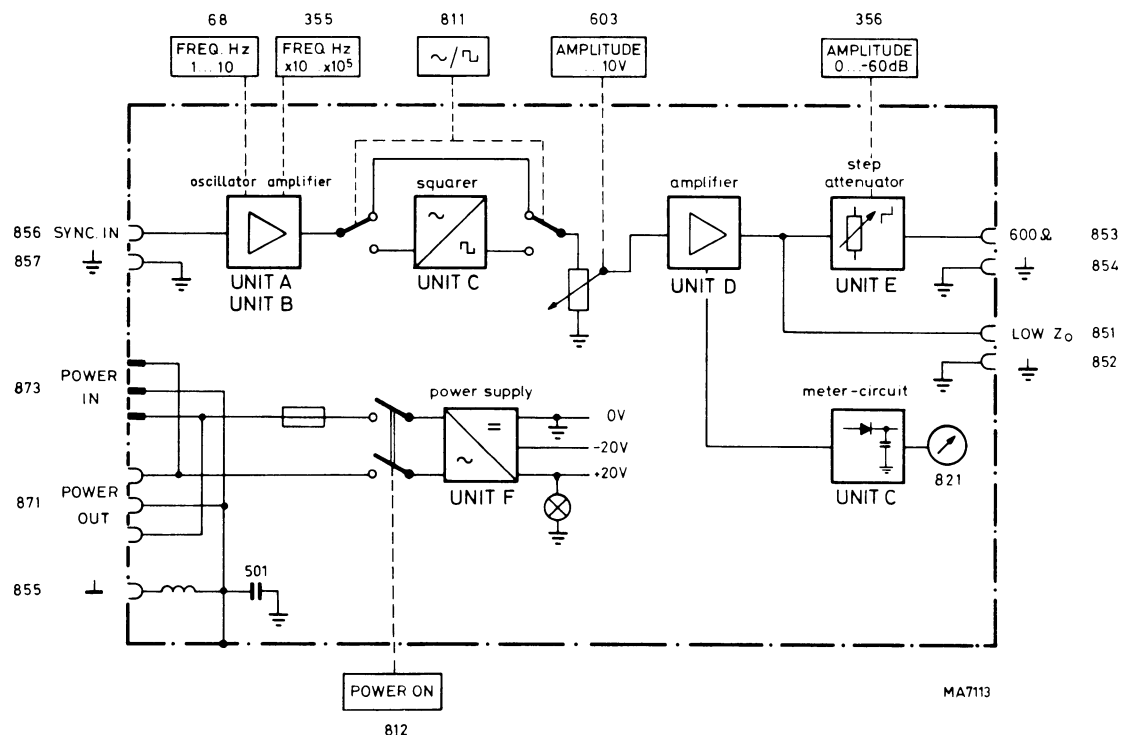 68 355 811 603 356
FREQ. Hz
1 ... 10
FREQ. Hz
x10 ... x10⁵
~/⎍
AMPLITUDE
... 10V
AMPLITUDE
0...-60dB
oscillator amplifier
squarer
amplifier
step
attenuator
856 SYNC. IN
857
UNIT A
UNIT B
UNIT C
UNIT D
UNIT E
600Ω 853
854
LOW Z₀ 851
852
873 POWER
IN
power supply
=
~
UNIT F
0V
-20V
+20V
meter-circuit
UNIT C
821
871 POWER
OUT
855
501
POWER ON
812
MA7113